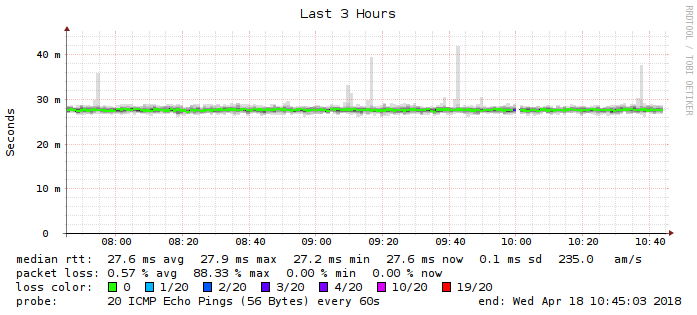 Last 3 Hours
RRDTOOL / TOBI OETIKER
Seconds
40 m
30 m
20 m
10 m
0
08:00 08:20 08:40 09:00 09:20 09:40 10:00 10:20 10:40
median rtt: 27.6 ms avg 27.9 ms max 27.2 ms min 27.6 ms now 0.1 ms sd 235.0 am/s
packet loss: 0.57 % avg 88.33 % max 0.00 % min 0.00 % now
loss color: 0 1/20 2/20 3/20 4/20 10/20 19/20
probe: 20 ICMP Echo Pings (56 Bytes) every 60s end: Wed Apr 18 10:45:03 2018